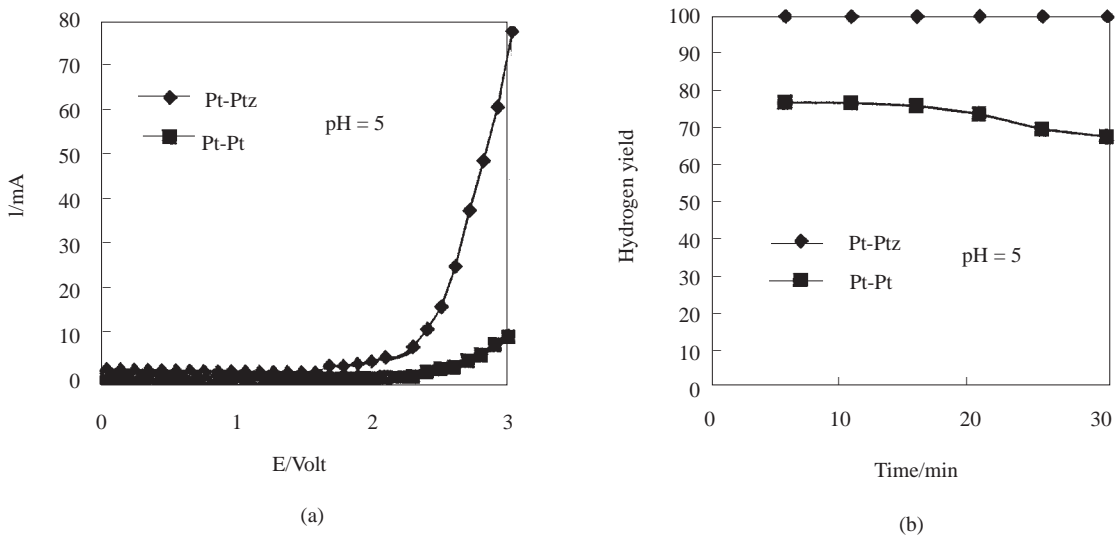 80
70
60
50
40
30
20
10
0
l/mA
Pt-Ptz
Pt-Pt
pH = 5
0 1 2 3
E/Volt
(a)
100
90
80
70
60
50
40
30
20
10
0
Hydrogen yield
Pt-Ptz
Pt-Pt
pH = 5
0 10 20 30
Time/min
(b)